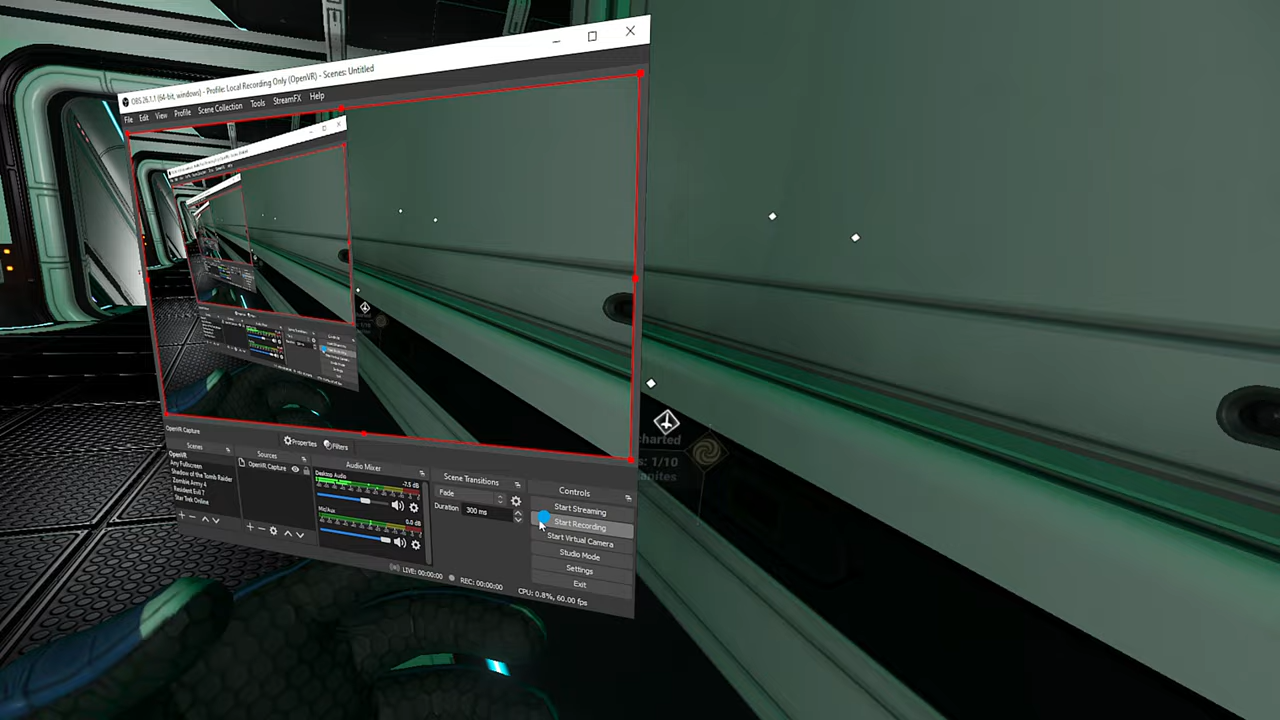 OBS 26.1.1 (64-bit, windows) - Profile: Local Recording Only (OpenVR) - Scenes: Untitled
File Edit View Profile Scene Collection Tools StreamFX Help
OpenVR Capture
Properties Filters
Scenes
OpenVR
Any Fullscreen
Shadow of the Tomb Raider
Zombie Army 4
Resident Evil 7
Star Trek Online
Sources
OpenVR Capture
Audio Mixer
Desktop Audio -7.5 dB
Mic/Aux 0.0 dB
Scene Transitions
Fade
Duration 300 ms
Controls
Start Streaming
Start Recording
Start Virtual Camera
Studio Mode
Settings
Exit
LIVE: 00:00:00 REC: 00:00:00 CPU: 0.8%, 60.00 fps
charted
s: 1/10
anites